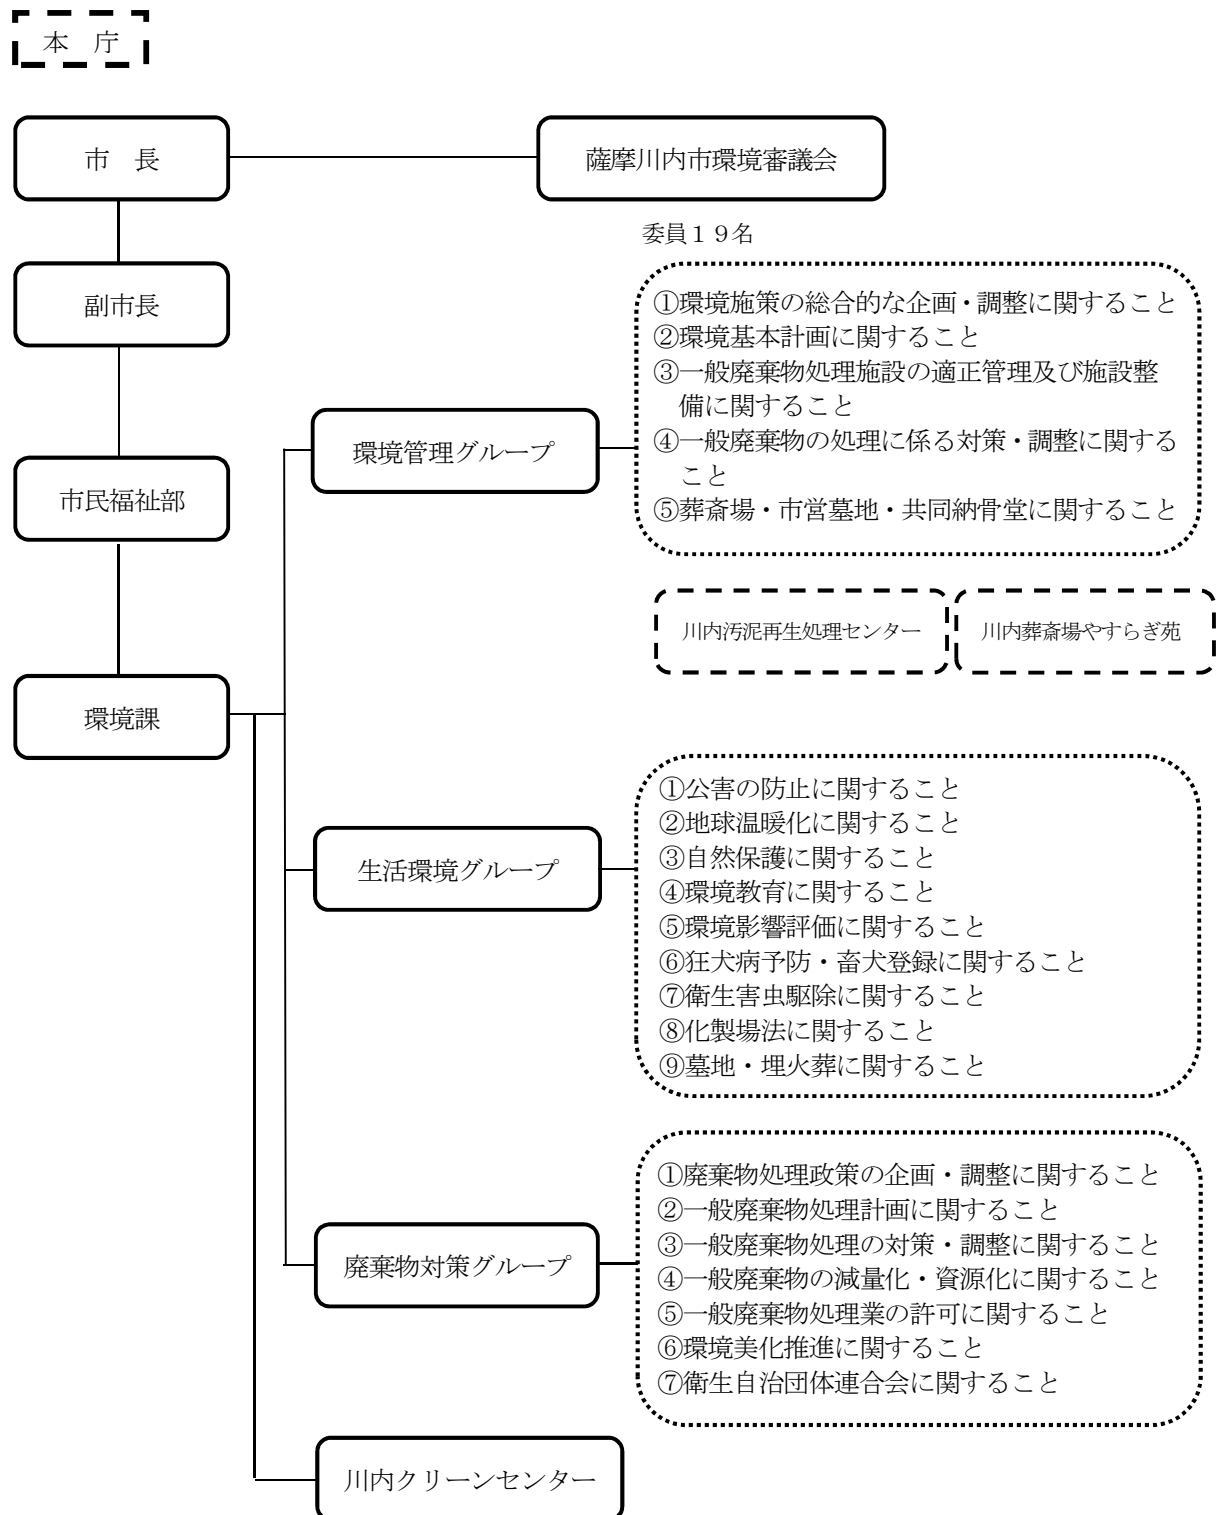 本　庁
市　長
薩摩川内市環境審議会
委員１９名
副市長
①環境施策の総合的な企画・調整に関すること
②環境基本計画に関すること
③一般廃棄物処理施設の適正管理及び施設整
備に関すること
④一般廃棄物の処理に係る対策・調整に関する
こと
⑤葬斎場・市営墓地・共同納骨堂に関すること
環境管理グループ
市民福祉部
川内汚泥再生処理センター
川内葬斎場やすらぎ苑
環境課
①公害の防止に関すること
②地球温暖化に関すること
③自然保護に関すること
④環境教育に関すること
⑤環境影響評価に関すること
⑥狂犬病予防・畜犬登録に関すること
⑦衛生害虫駆除に関すること
⑧化製場法に関すること
⑨墓地・埋火葬に関すること
生活環境グループ
①廃棄物処理政策の企画・調整に関すること
②一般廃棄物処理計画に関すること
③一般廃棄物処理の対策・調整に関すること
④一般廃棄物の減量化・資源化に関すること
⑤一般廃棄物処理業の許可に関すること
⑥環境美化推進に関すること
⑦衛生自治団体連合会に関すること
廃棄物対策グループ
川内クリーンセンター